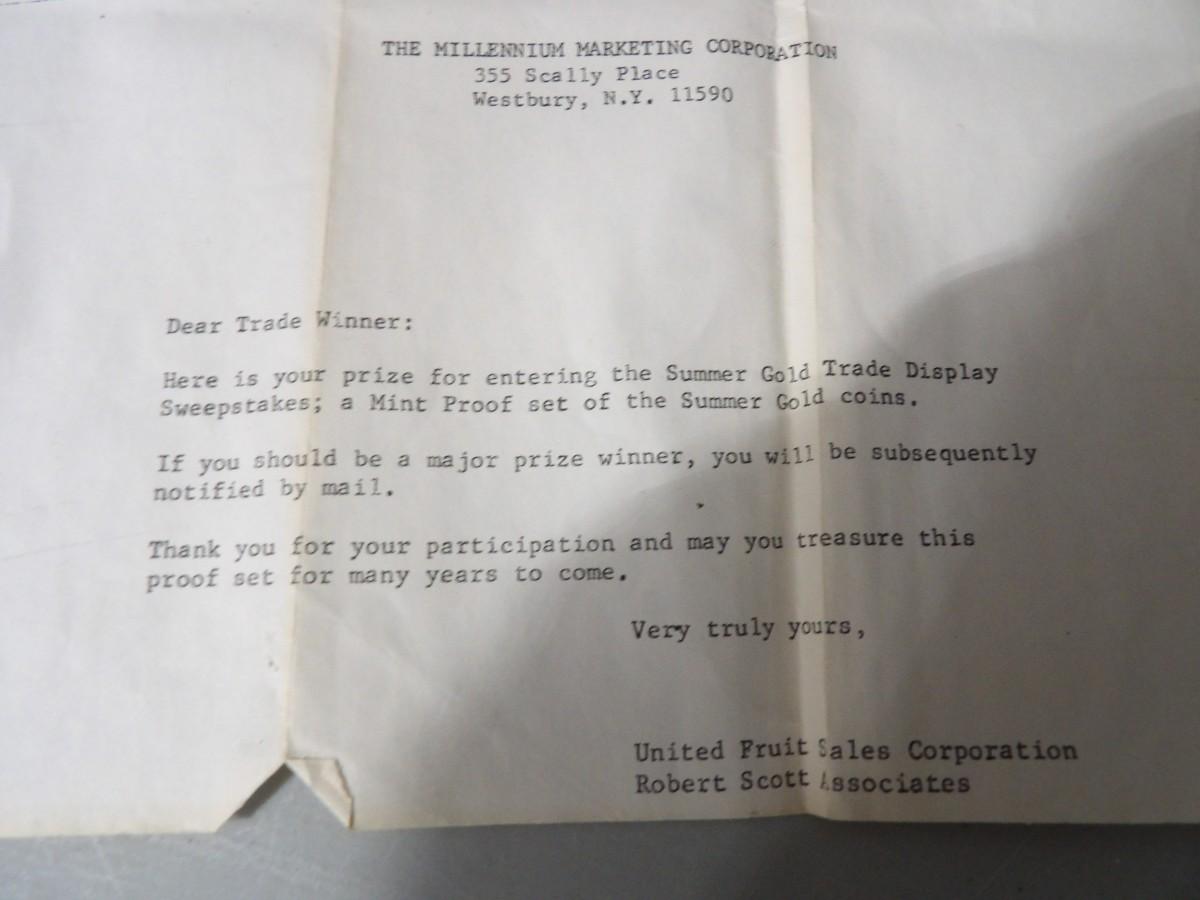 THE MILLENNIUM MARKETING CORPORATION
355 Scally Place
Westbury, N.Y. 11590
Dear Trade Winner:
Here is your prize for entering the Summer Gold Trade Display
Sweepstakes; a Mint Proof set of the Summer Gold coins.
If you should be a major prize winner, you will be subsequently
notified by mail.
Thank you for your participation and may you treasure this
proof set for many years to come.
Very truly yours,
United Fruit Sales Corporation
Robert Scott Associates